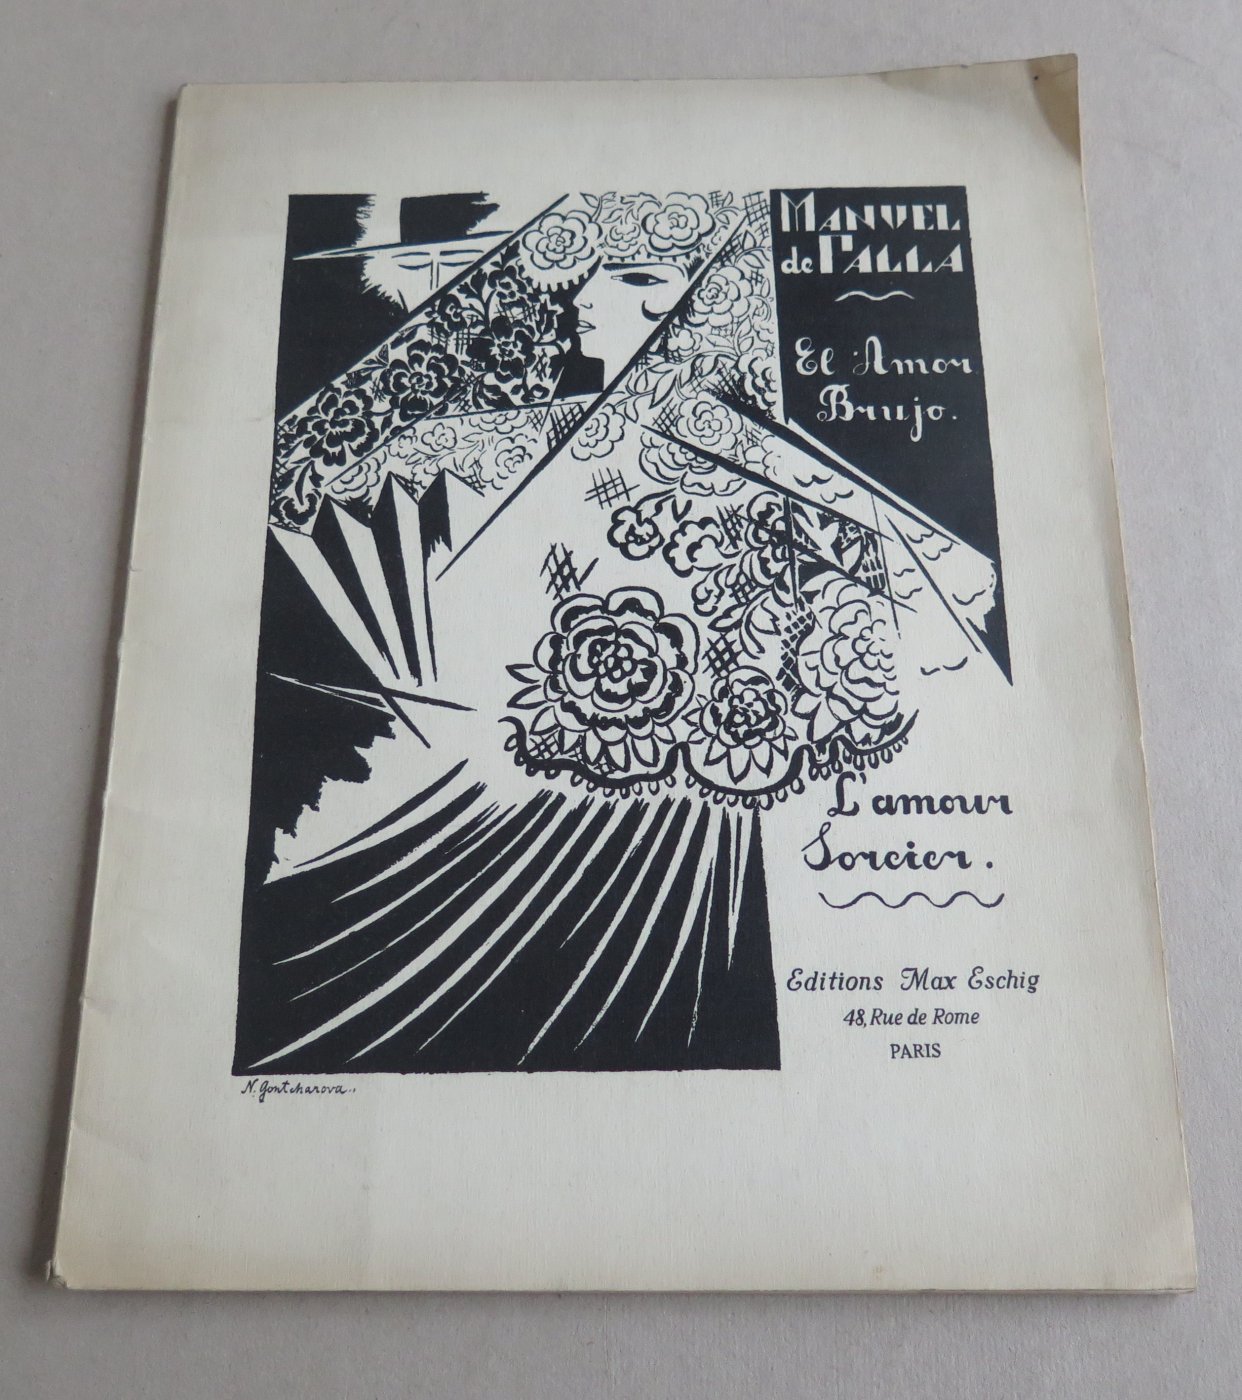 MANUEL
de FALLA
El Amor
Brujo.
L'amour
Sorcier.
Editions Max Eschig
48, Rue de Rome
PARIS
N. Gontcharova..